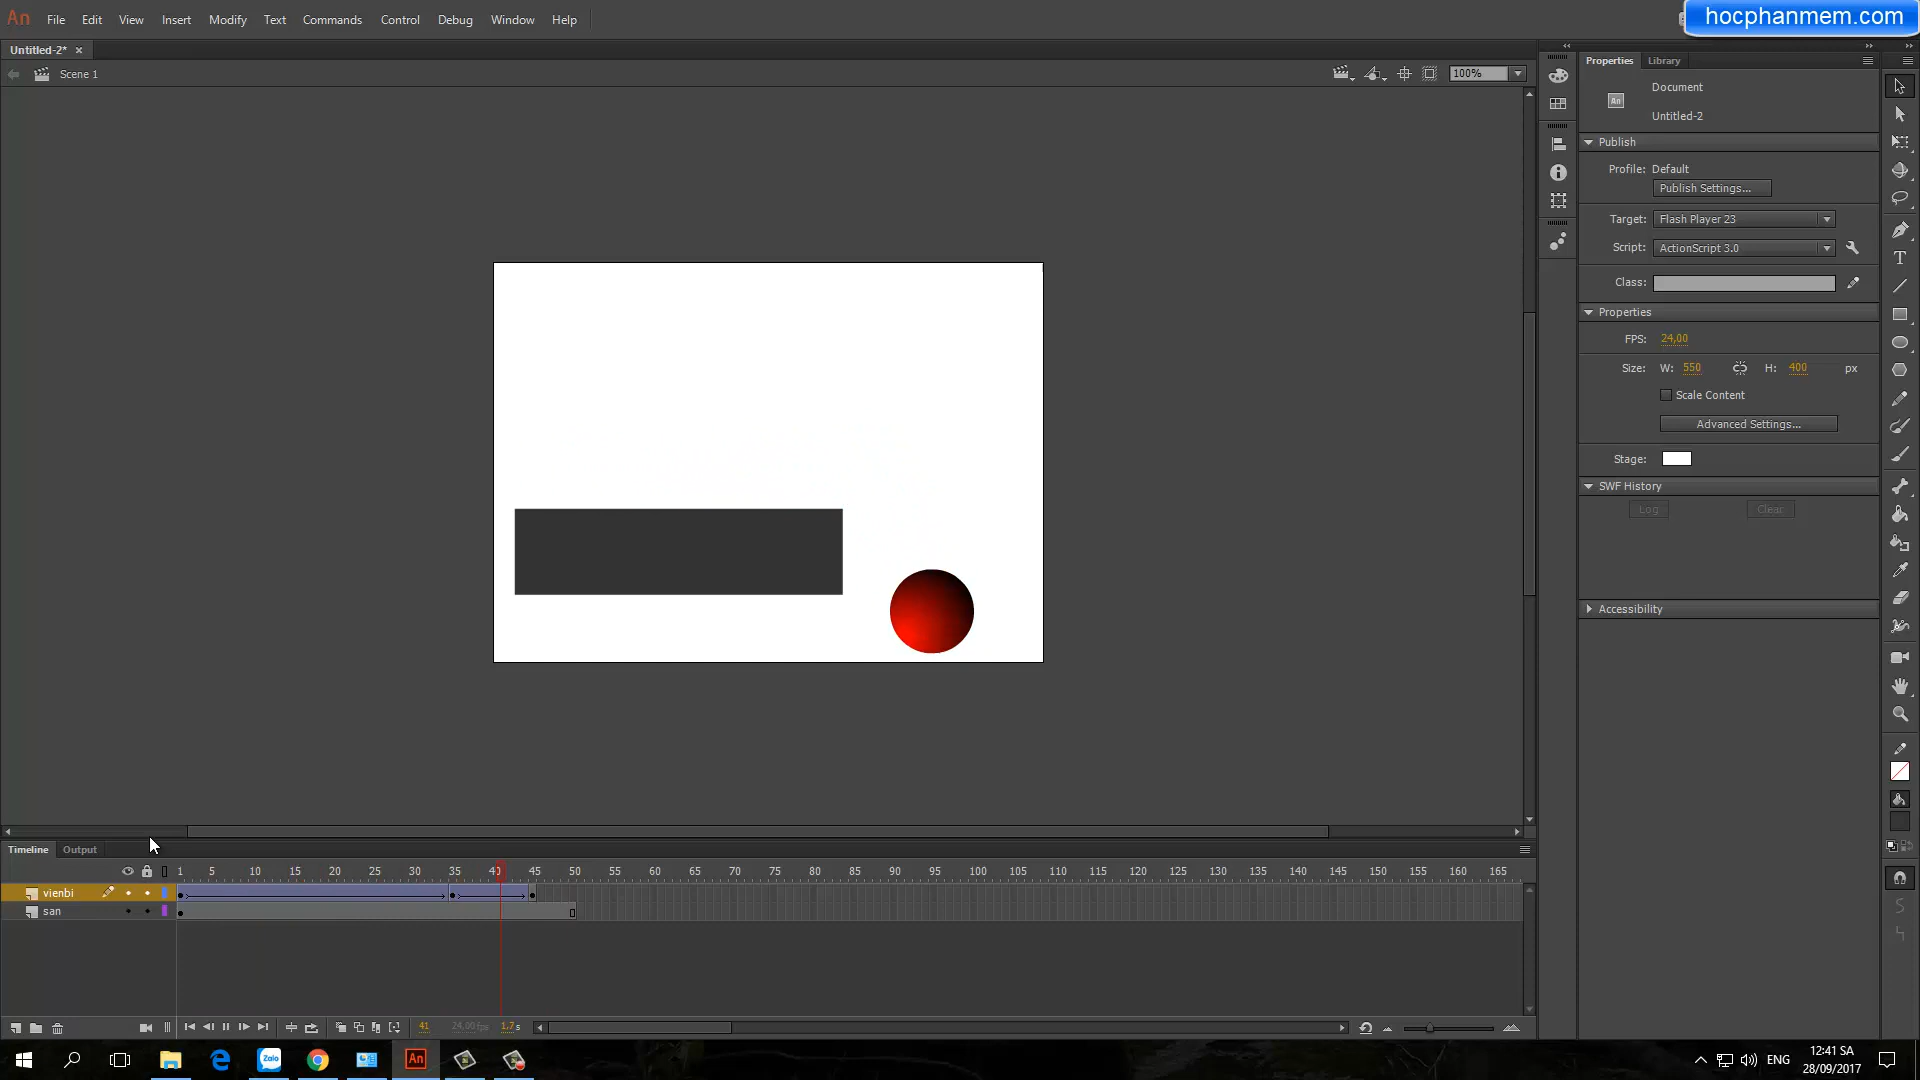 An File Edit View Insert Modify Text Commands Control Debug Window Help
hocphanmem.com
Untitled-2* ×
Scene 1
100%
Properties Library
An Document
Untitled-2
Publish
Profile: Default
Publish Settings...
Target: Flash Player 23
Script: ActionScript 3.0
Class:
Properties
FPS: 24,00
Size: W: 550 H: 400 px
Scale Content
Advanced Settings...
Stage:
SWF History
Log Clear
Accessibility
T
Timeline Output
1 5 10 15 20 25 30 35 40 45 50 55 60 65 70 75 80 85 90 95 100 105 110 115 120 125 130 135 140 145 150 155 160 165
vienbi
san
41 24,00 fps 1,7 s
Zalo An ENG
12:41 SA
28/09/2017